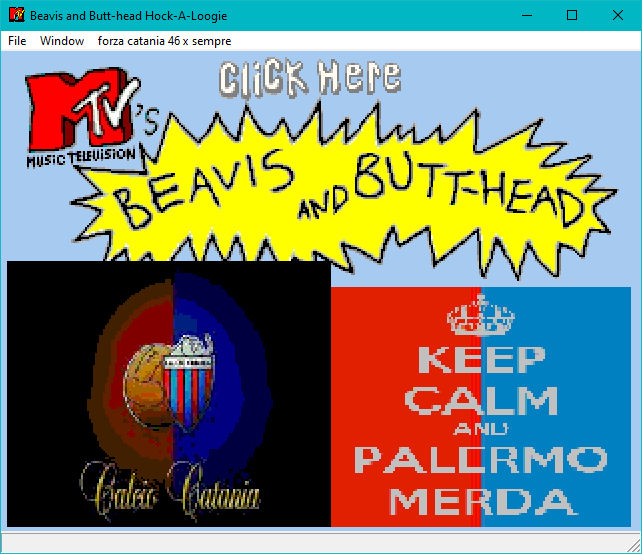 Beavis and Butt-head Hock-A-Loogie
File Window forza catania 46 x sempre
CliCK HeRe
MTV's
MUSIC TELEVISION
BEAVIS AND BUTT-HEAD
Calcio Catania
KEEP
CALM
AND
PALERMO
MERDA